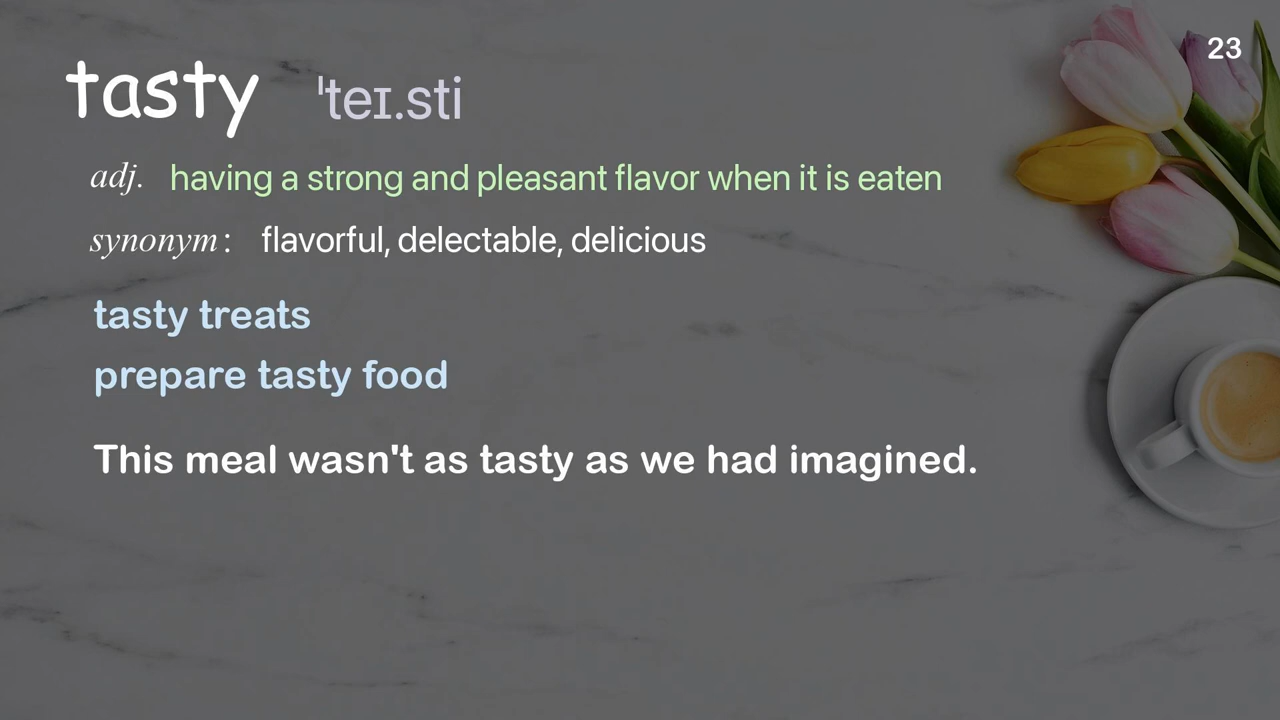 23
tasty ˈteɪ.sti
adj. having a strong and pleasant flavor when it is eaten
synonym: flavorful, delectable, delicious
tasty treats
prepare tasty food
This meal wasn't as tasty as we had imagined.